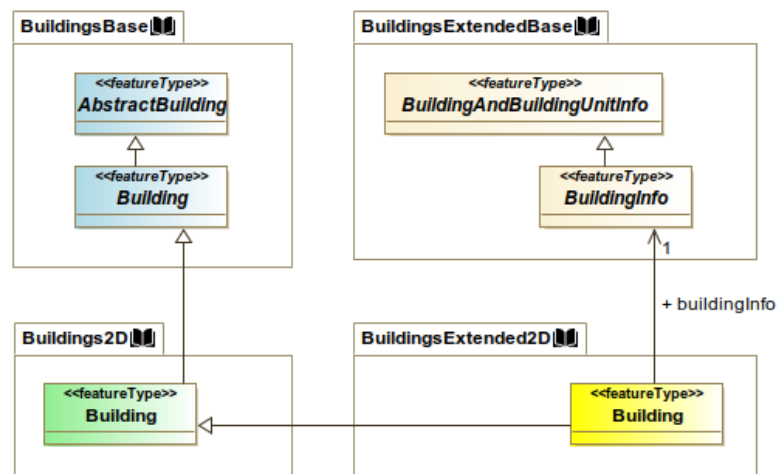 BuildingsBase
BuildingsExtendedBase
<<featureType>>
AbstractBuilding
<<featureType>>
BuildingAndBuildingUnitInfo
<<featureType>>
Building
<<featureType>>
BuildingInfo
1
+ buildingInfo
Buildings2D
BuildingsExtended2D
<<featureType>>
Building
<<featureType>>
Building